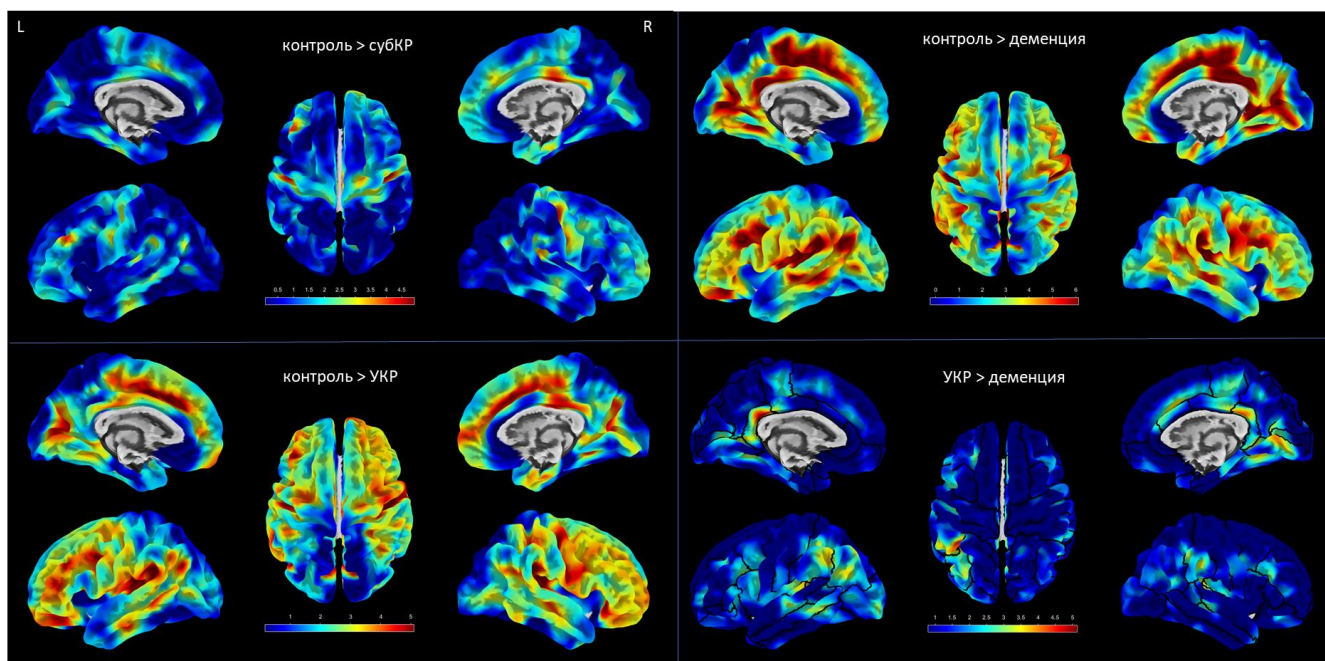 L
контроль > субКР
R
0.5 1 1.5 2 2.5 3 3.5 4 4.5
контроль > деменция
0 1 2 3 4 5 6
контроль > УКР
1 2 3 4 5
УКР > деменция
1 1.5 2 2.5 3 3.5 4 4.5 5